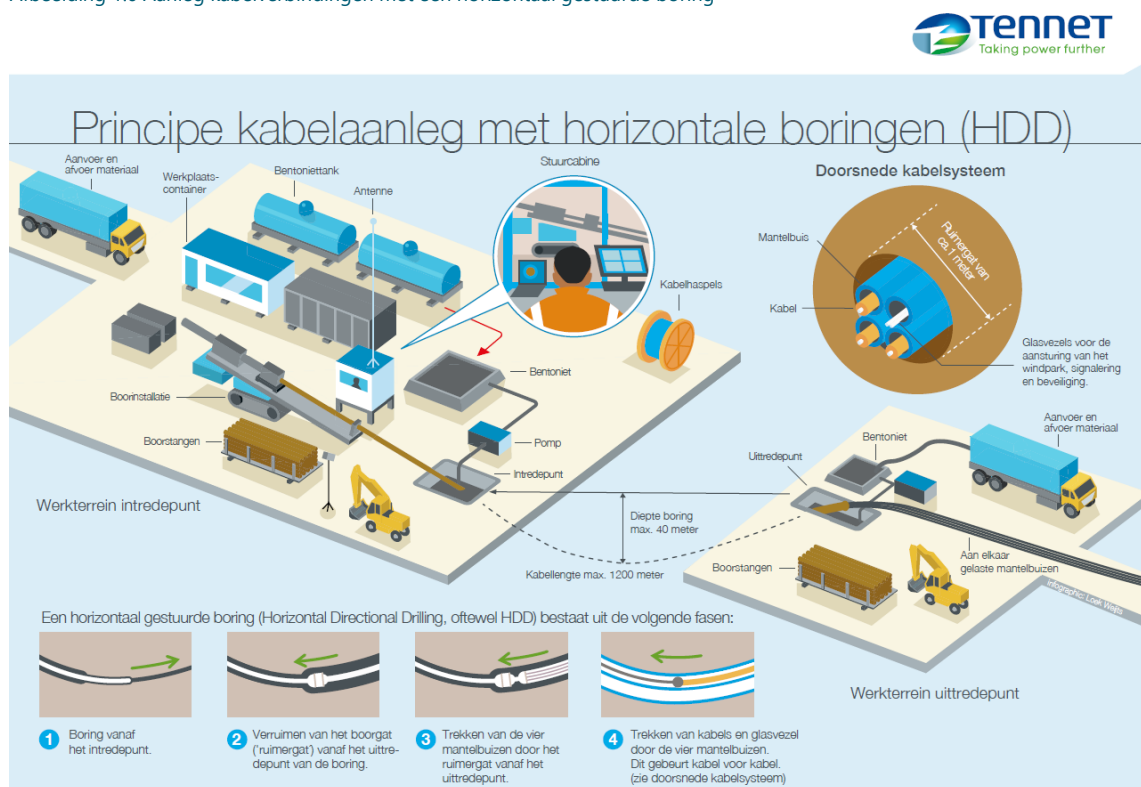 TENNET
Taking power further
Principe kabelaanleg met horizontale boringen (HDD)
Aanvoer en
afvoer materiaal
Werkplaats-
container
Bentoniettank
Antenne
Stuurcabine
Kabelhaspels
Bentoniet
Boorinstallatie
Boorstangen
Pomp
Intredepunt
Werkterrein intredepunt
Doorsnede kabelsysteem
Mantelbuis
Ruimergat van
ca.1 meter
Kabel
Glasvezels voor de
aansturing van het
windpark, signalering
en beveiliging.
Aanvoer en
afvoer materiaal
Bentoniet
Uittredepunt
Diepte boring
max. 40 meter
Kabellengte max. 1200 meter
Boorstangen
Aan elkaar
gelaste mantelbuizen
Infographic: Loek Weijts
Werkterrein uittredepunt
Een horizontaal gestuurde boring (Horizontal Directional Drilling, oftewel HDD) bestaat uit de volgende fasen:
1 Boring vanaf
het intredepunt.
2 Verruimen van het boorgat
('ruimergat') vanaf het uittre-
depunt van de boring.
3 Trekken van de vier
mantelbuizen door het
ruimergat vanaf het
uittredepunt.
4 Trekken van kabels en glasvezel
door de vier mantelbuizen.
Dit gebeurt kabel voor kabel.
(zie doorsnede kabelsysteem)